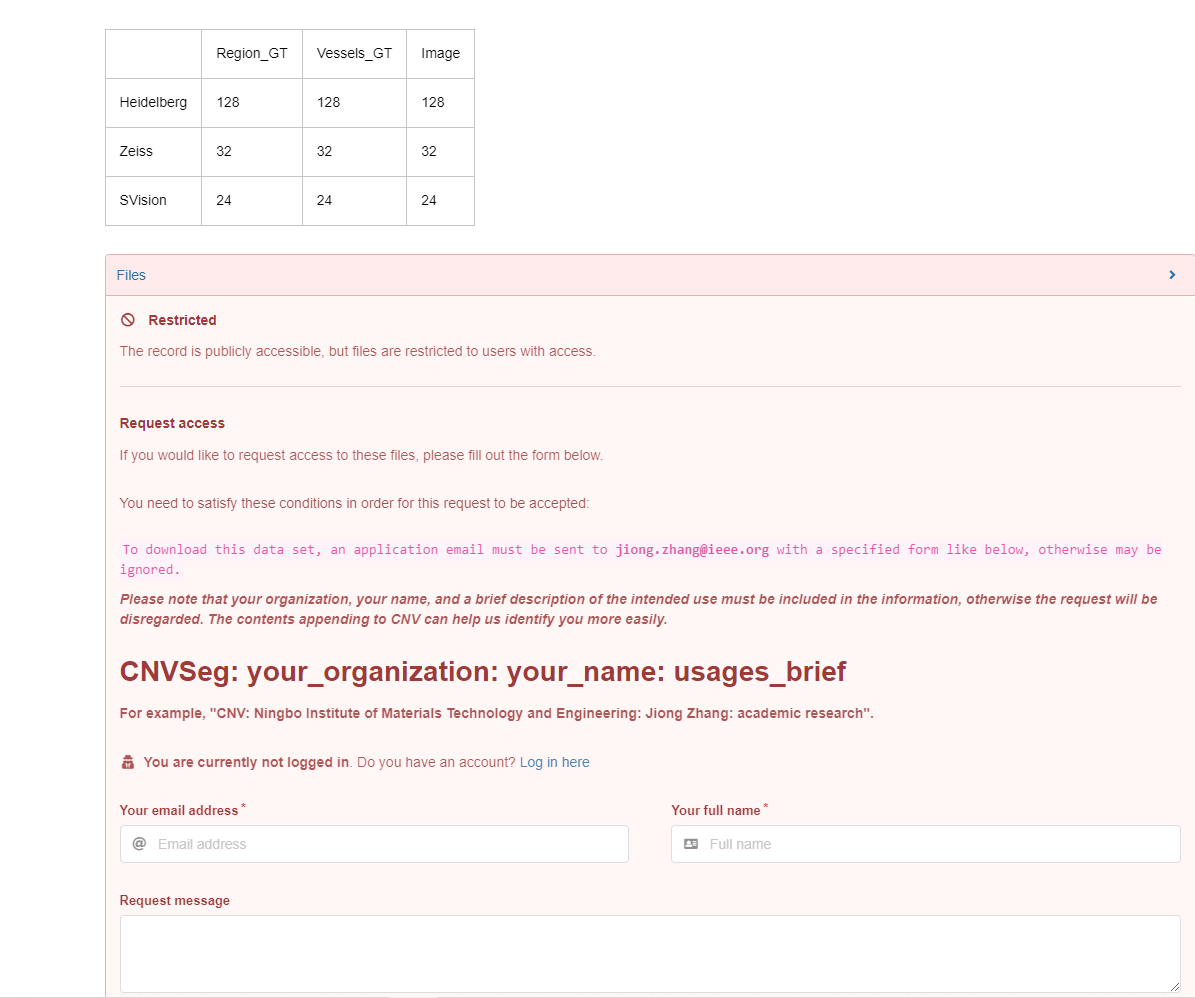 Region_GT Vessels_GT Image
Heidelberg 128 128 128
Zeiss 32 32 32
SVision 24 24 24
Files
Restricted
The record is publicly accessible, but files are restricted to users with access.
Request access
If you would like to request access to these files, please fill out the form below.
You need to satisfy these conditions in order for this request to be accepted:
To download this data set, an application email must be sent to jiong.zhang@ieee.org with a specified form like below, otherwise may be
ignored.
Please note that your organization, your name, and a brief description of the intended use must be included in the information, otherwise the request will be
disregarded. The contents appending to CNV can help us identify you more easily.
CNVSeg: your_organization: your_name: usages_brief
For example, "CNV: Ningbo Institute of Materials Technology and Engineering: Jiong Zhang: academic research".
You are currently not logged in. Do you have an account? Log in here
Your email address * Your full name *
@ Email address Full name
Request message